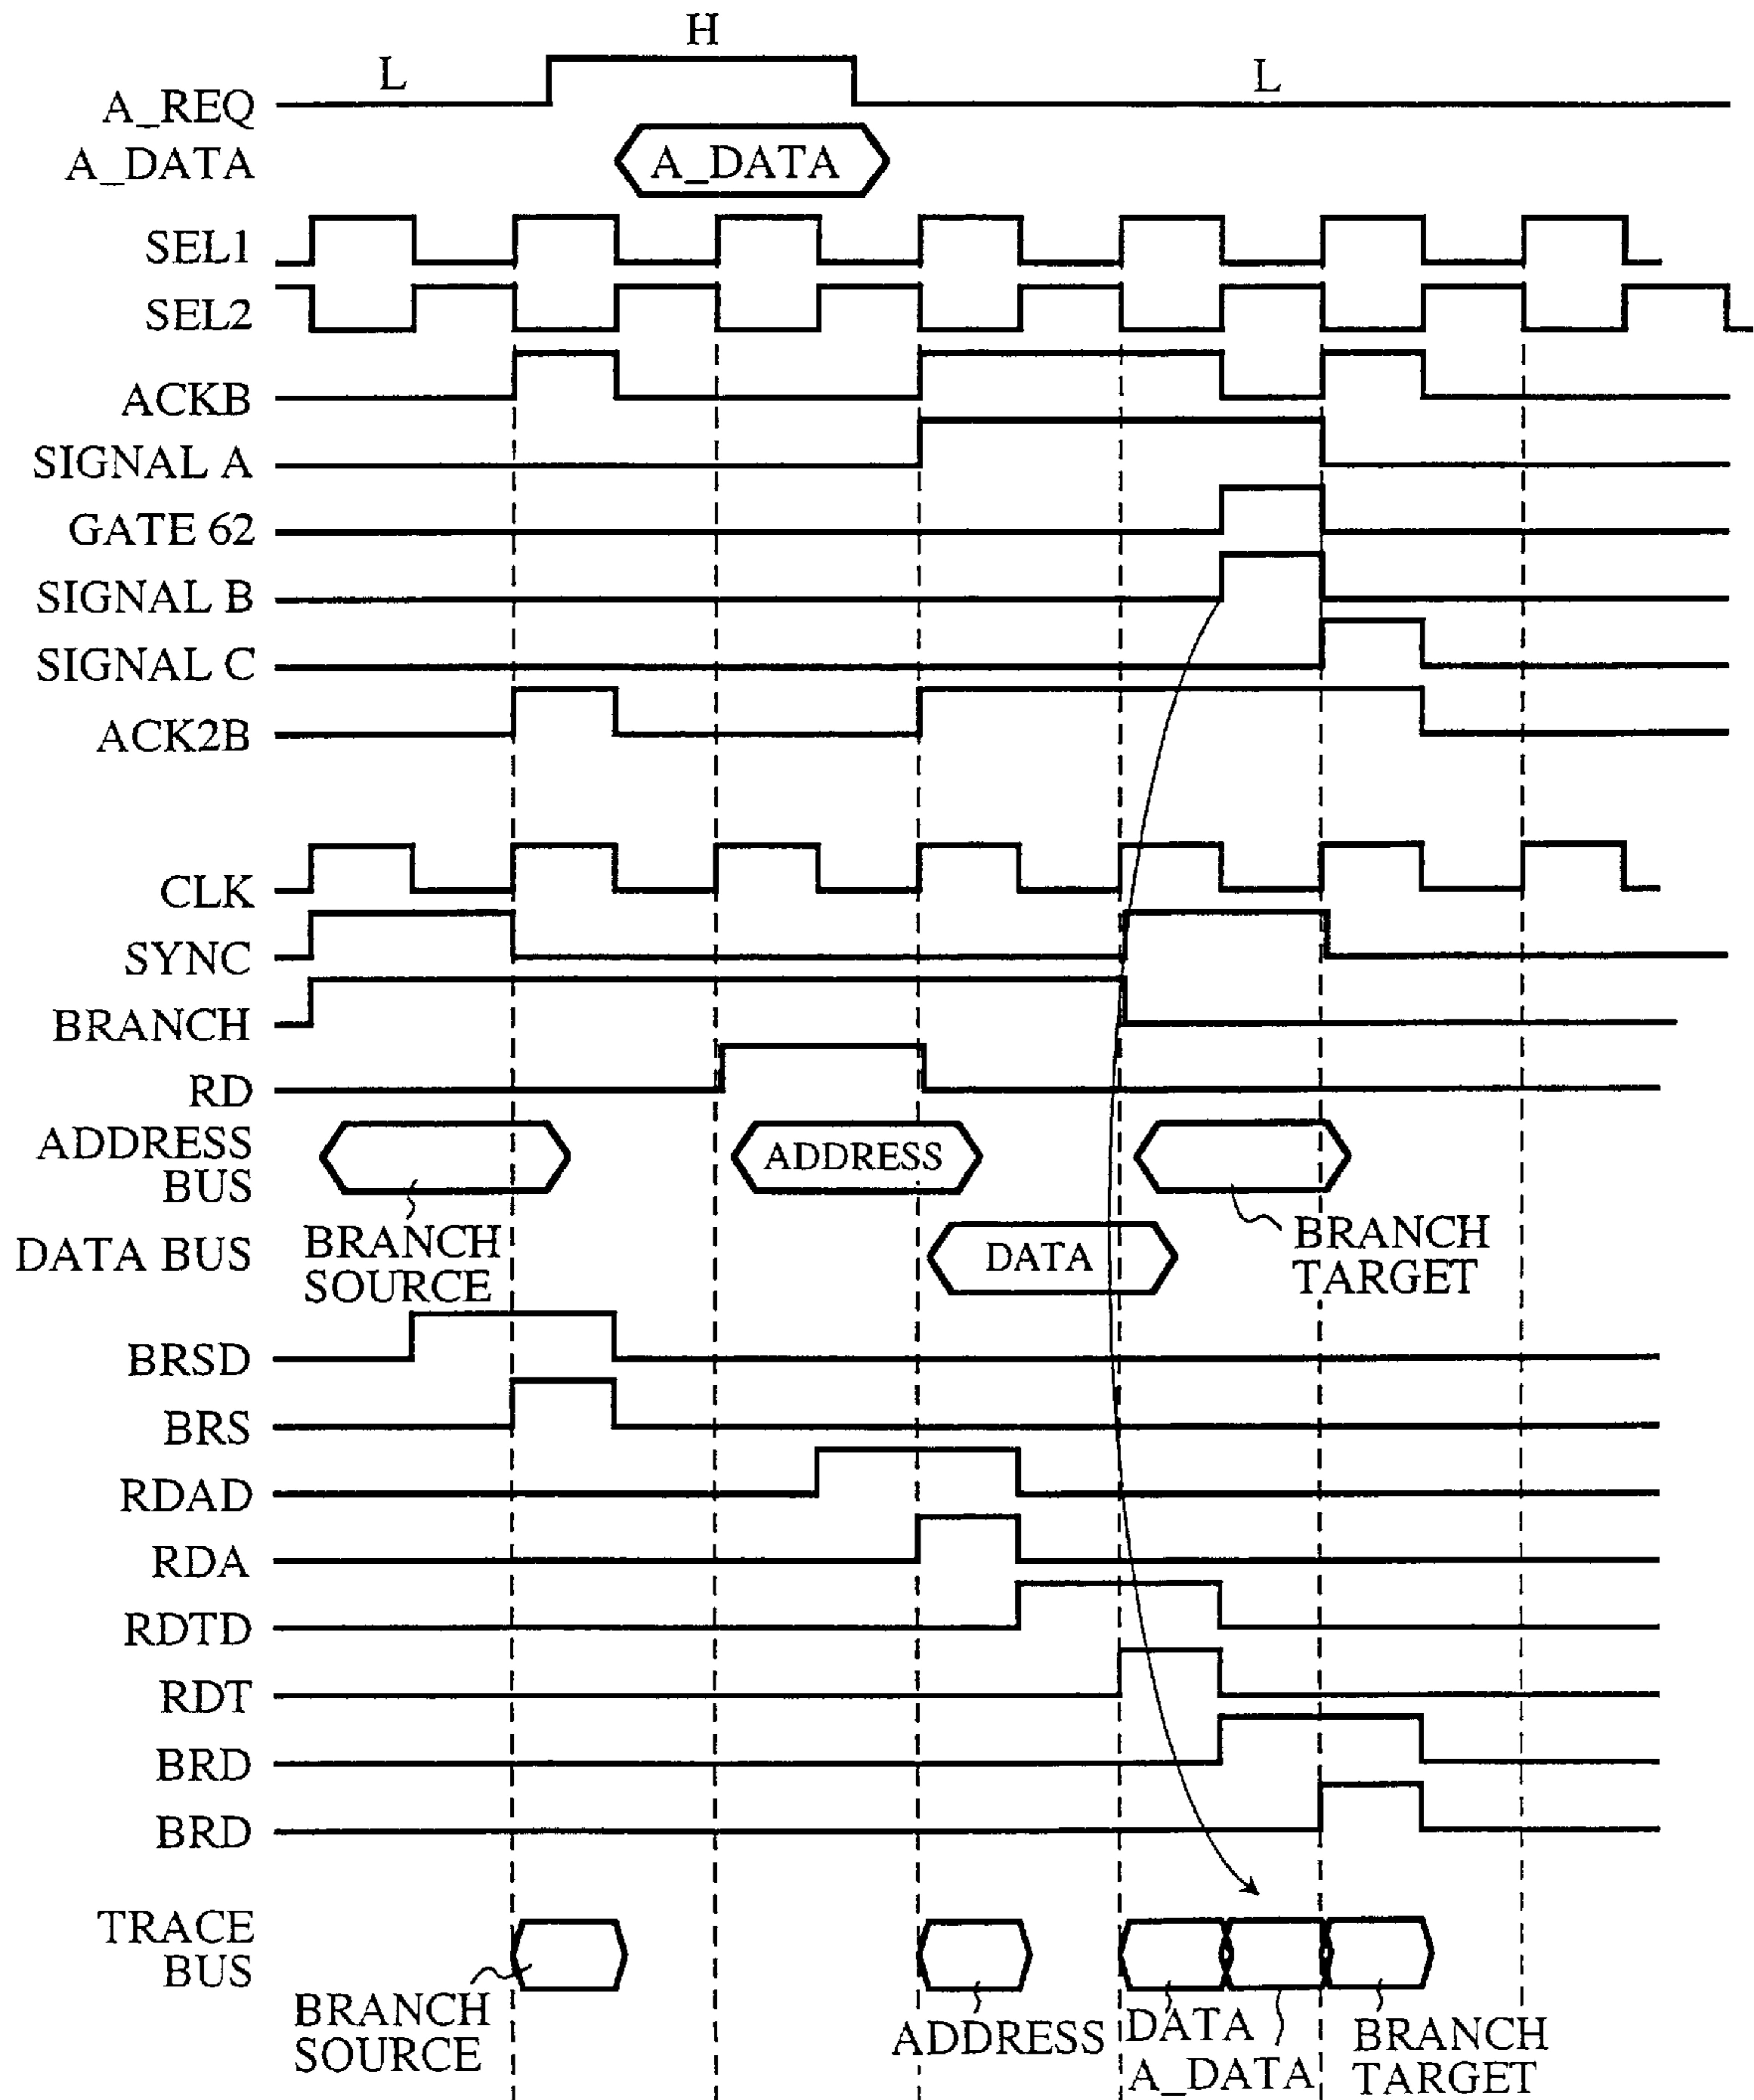 H
L
L
A_REQ
A_DATA
A_DATA
SEL1
SEL2
ACKB
SIGNAL A
GATE 62
SIGNAL B
SIGNAL C
ACK2B
CLK
SYNC
BRANCH
RD
ADDRESS
BUS
ADDRESS
BRANCH
SOURCE
BRANCH
TARGET
DATA BUS
DATA
BRSD
BRS
RDAD
RDA
RDTD
RDT
BRD
BRD
TRACE
BUS
BRANCH
SOURCE
ADDRESS
DATA
A_DATA
BRANCH
TARGET